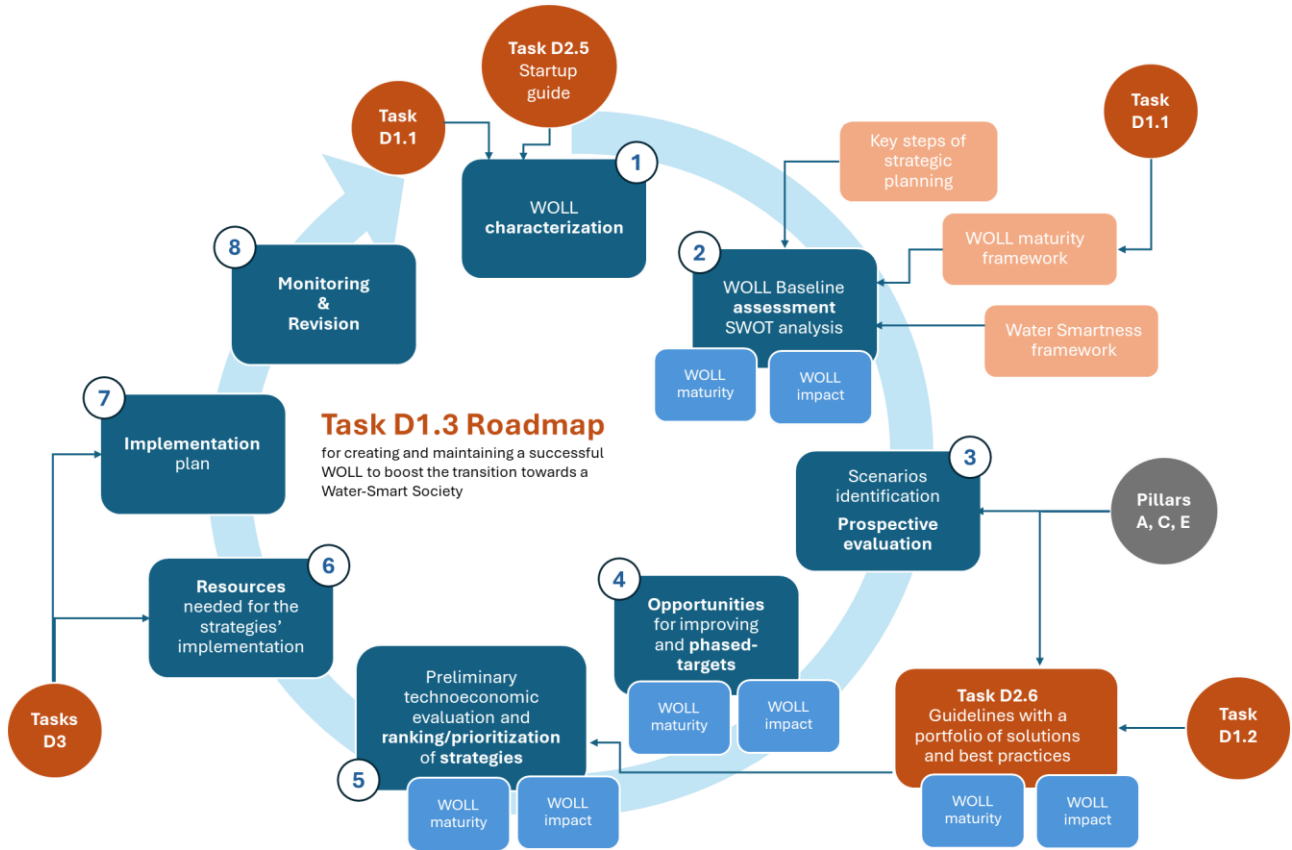 Task D2.5
Startup
guide
Task
D1.1
Task
D1.1
1
WOLL
characterization
Key steps of
strategic
planning
WOLL maturity
framework
Water Smartness
framework
2
WOLL Baseline
assessment
SWOT analysis
WOLL
maturity
WOLL
impact
8
Monitoring
&
Revision
7
Implementation
plan
Task D1.3 Roadmap
for creating and maintaining a successful
WOLL to boost the transition towards a
Water-Smart Society
3
Scenarios
identification
Prospective
evaluation
Pillars
A, C, E
4
Opportunities
for improving
and phased-
targets
WOLL
maturity
WOLL
impact
6
Resources
needed for the
strategies’
implementation
5
Preliminary
technoeconomic
evaluation and
ranking/prioritization
of strategies
WOLL
maturity
WOLL
impact
Tasks
D3
Task D2.6
Guidelines with a
portfolio of solutions
and best practices
WOLL
maturity
WOLL
impact
Task
D1.2